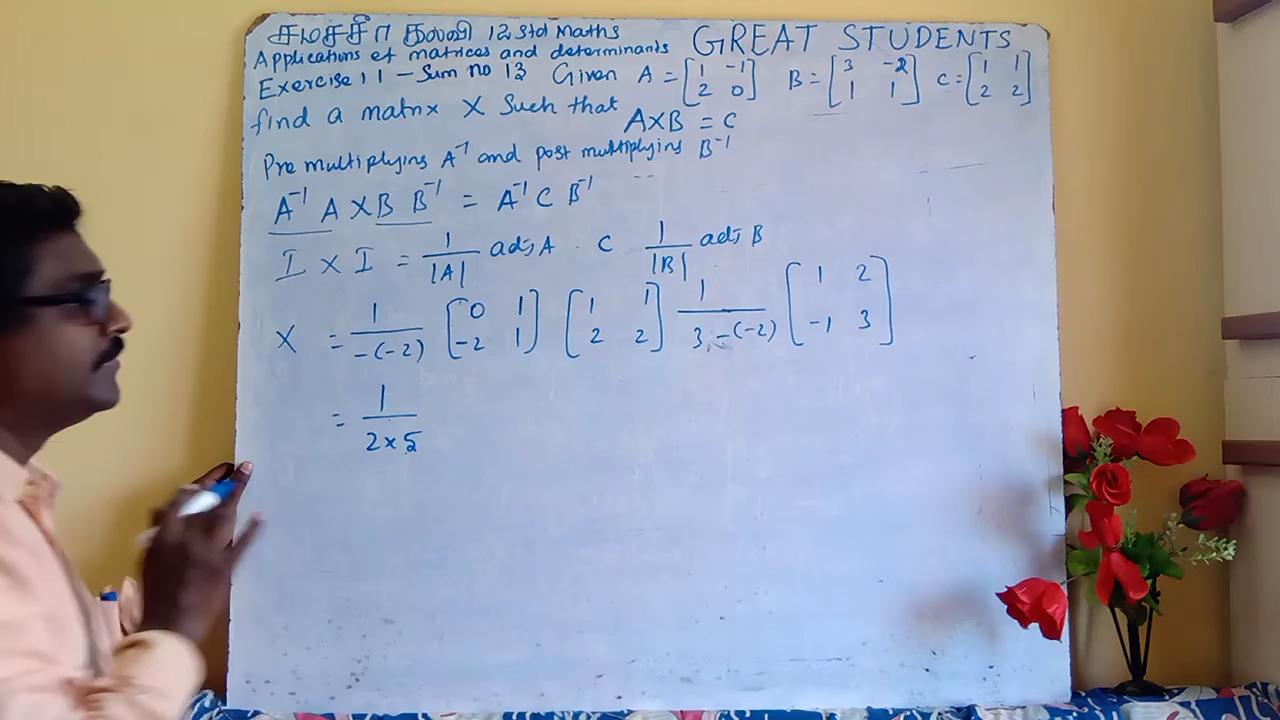 சமச்சீர் கல்வி 12 std Maths GREAT STUDENTS
Applications of matrices and determinants
Exercise 1 1 - Sum no 13 Given A = [1 -1; 2 0] B = [3 -2; 1 1] C = [1 1; 2 2]
find a matrix X Such that
A X B = C
Pre multiplying A⁻¹ and post multiplying B⁻¹
A⁻¹ A X B B⁻¹ = A⁻¹ C B⁻¹
I X I = 1/|A| adj A . C 1/|B| adj B
X = 1/-(-2) [0 1; -2 1] [1 1; 2 2] 1/3-(-2) [1 2; -1 3]
= 1/2×5